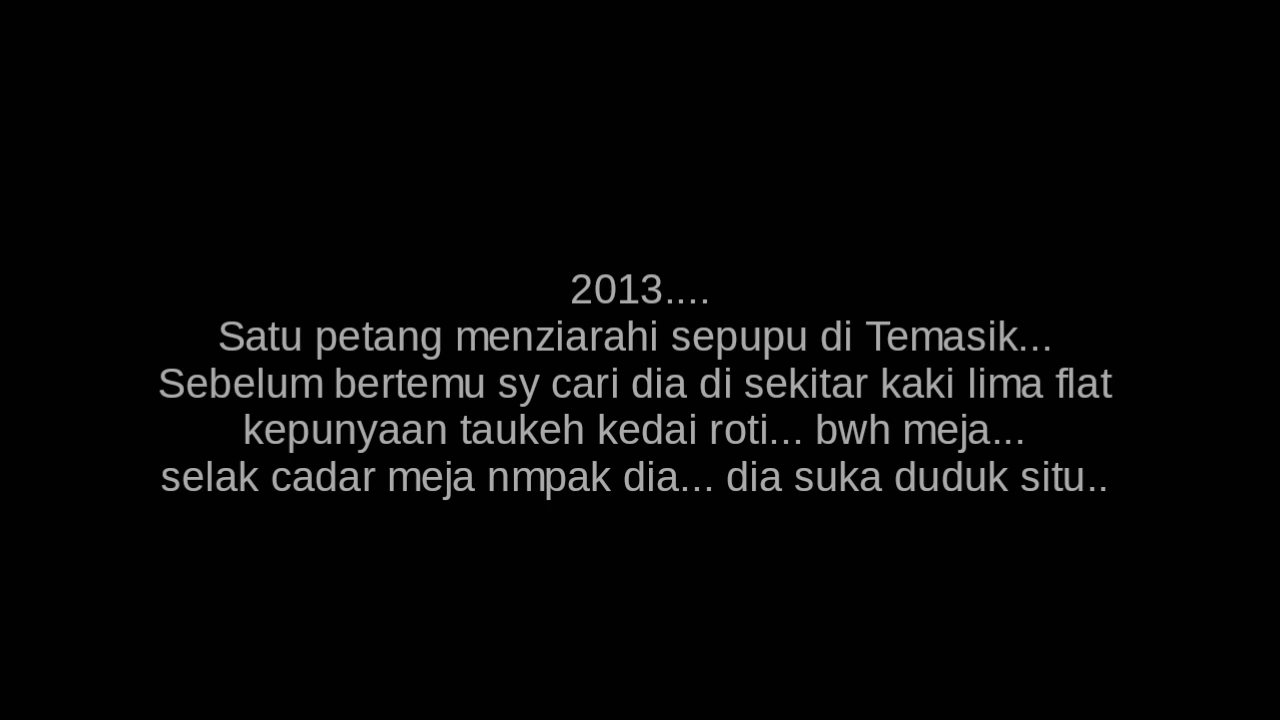 2013....
Satu petang menziarahi sepupu di Temasik...
Sebelum bertemu sy cari dia di sekitar kaki lima flat
kepunyaan taukeh kedai roti... bwh meja...
selak cadar meja nmpak dia... dia suka duduk situ..